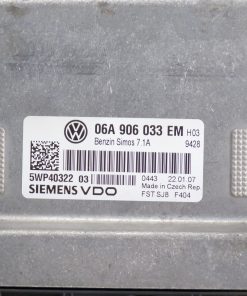 06A 906 033 EM H03
Benzin Simos 7.1A 9428
5WP40322 03 0443 22.01.07
Made in Czech Rep
SIEMENS VDO FST SJ8 F404